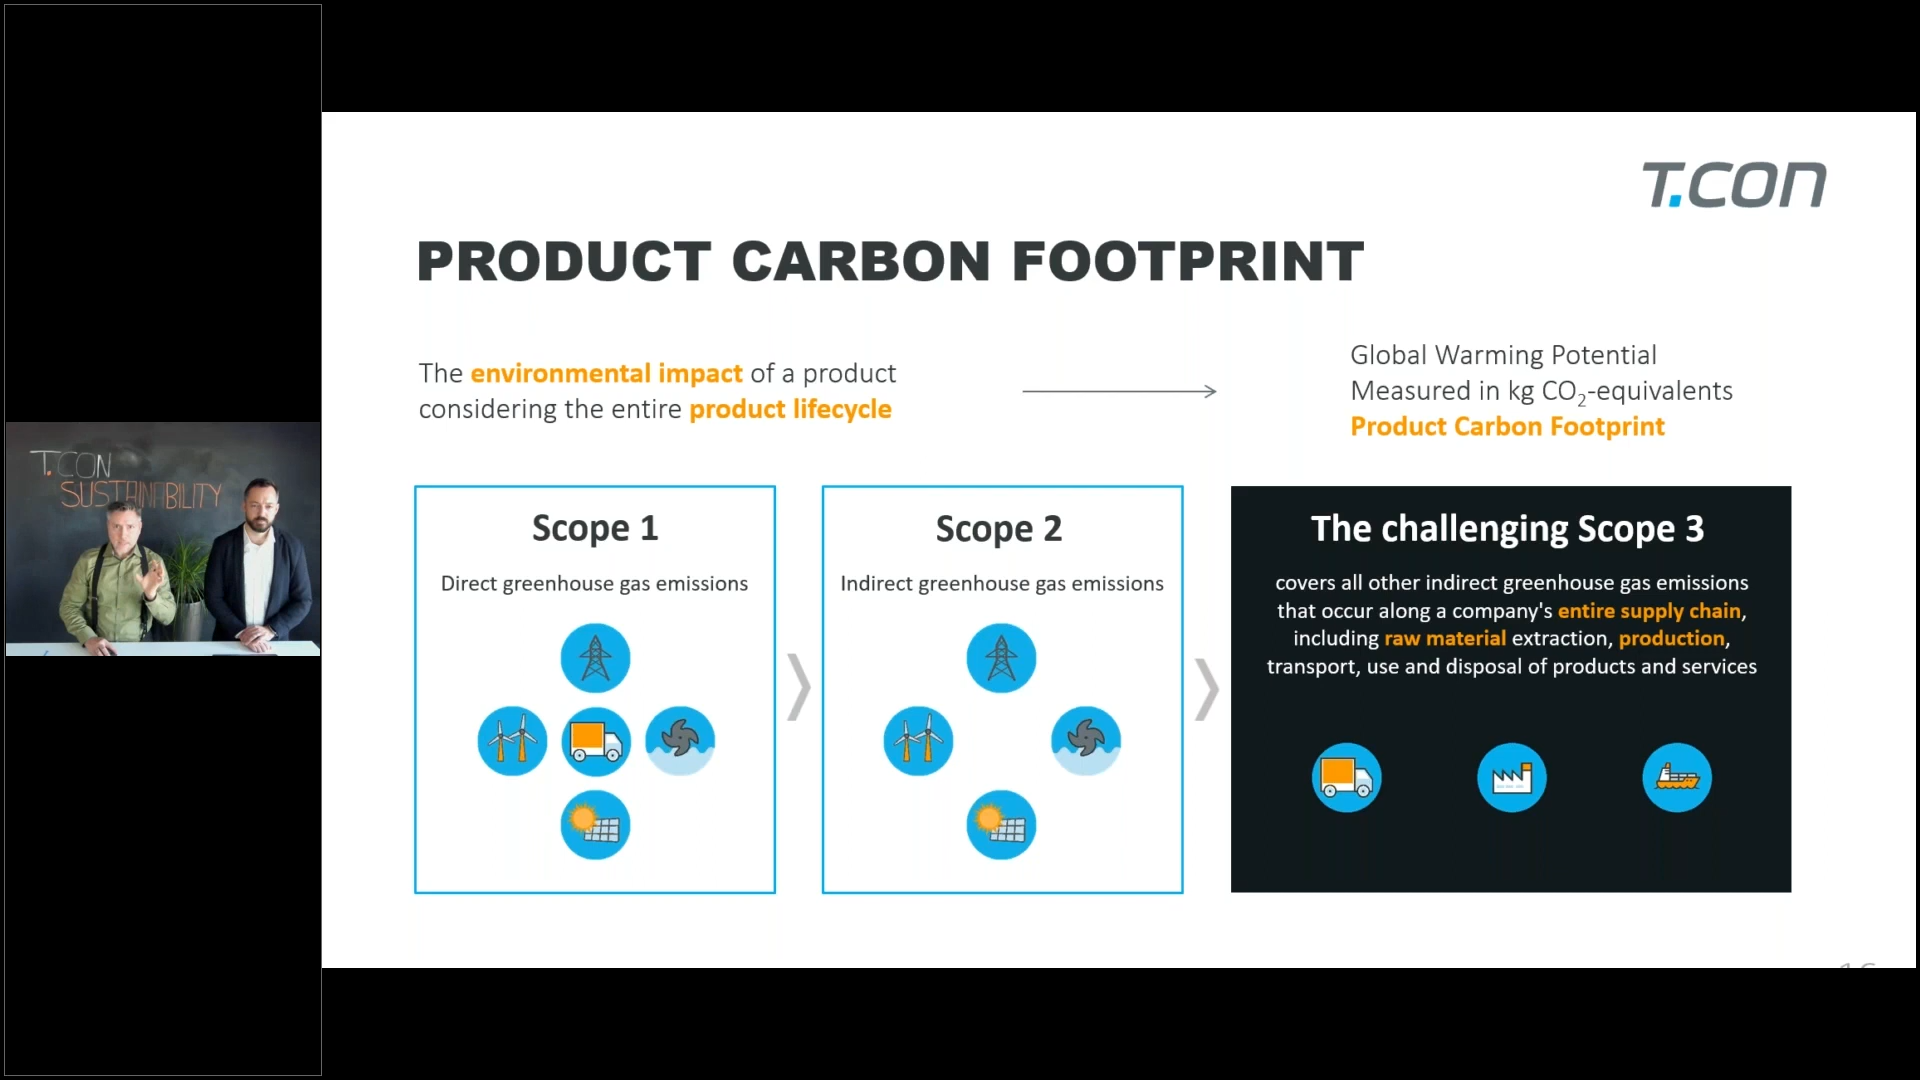 T.CON
SUSTAINABILITY
T.CON
PRODUCT CARBON FOOTPRINT
The environmental impact of a product
considering the entire product lifecycle
Global Warming Potential
Measured in kg CO₂-equivalents
Product Carbon Footprint
Scope 1
Direct greenhouse gas emissions
Scope 2
Indirect greenhouse gas emissions
The challenging Scope 3
covers all other indirect greenhouse gas emissions
that occur along a company's entire supply chain,
including raw material extraction, production,
transport, use and disposal of products and services